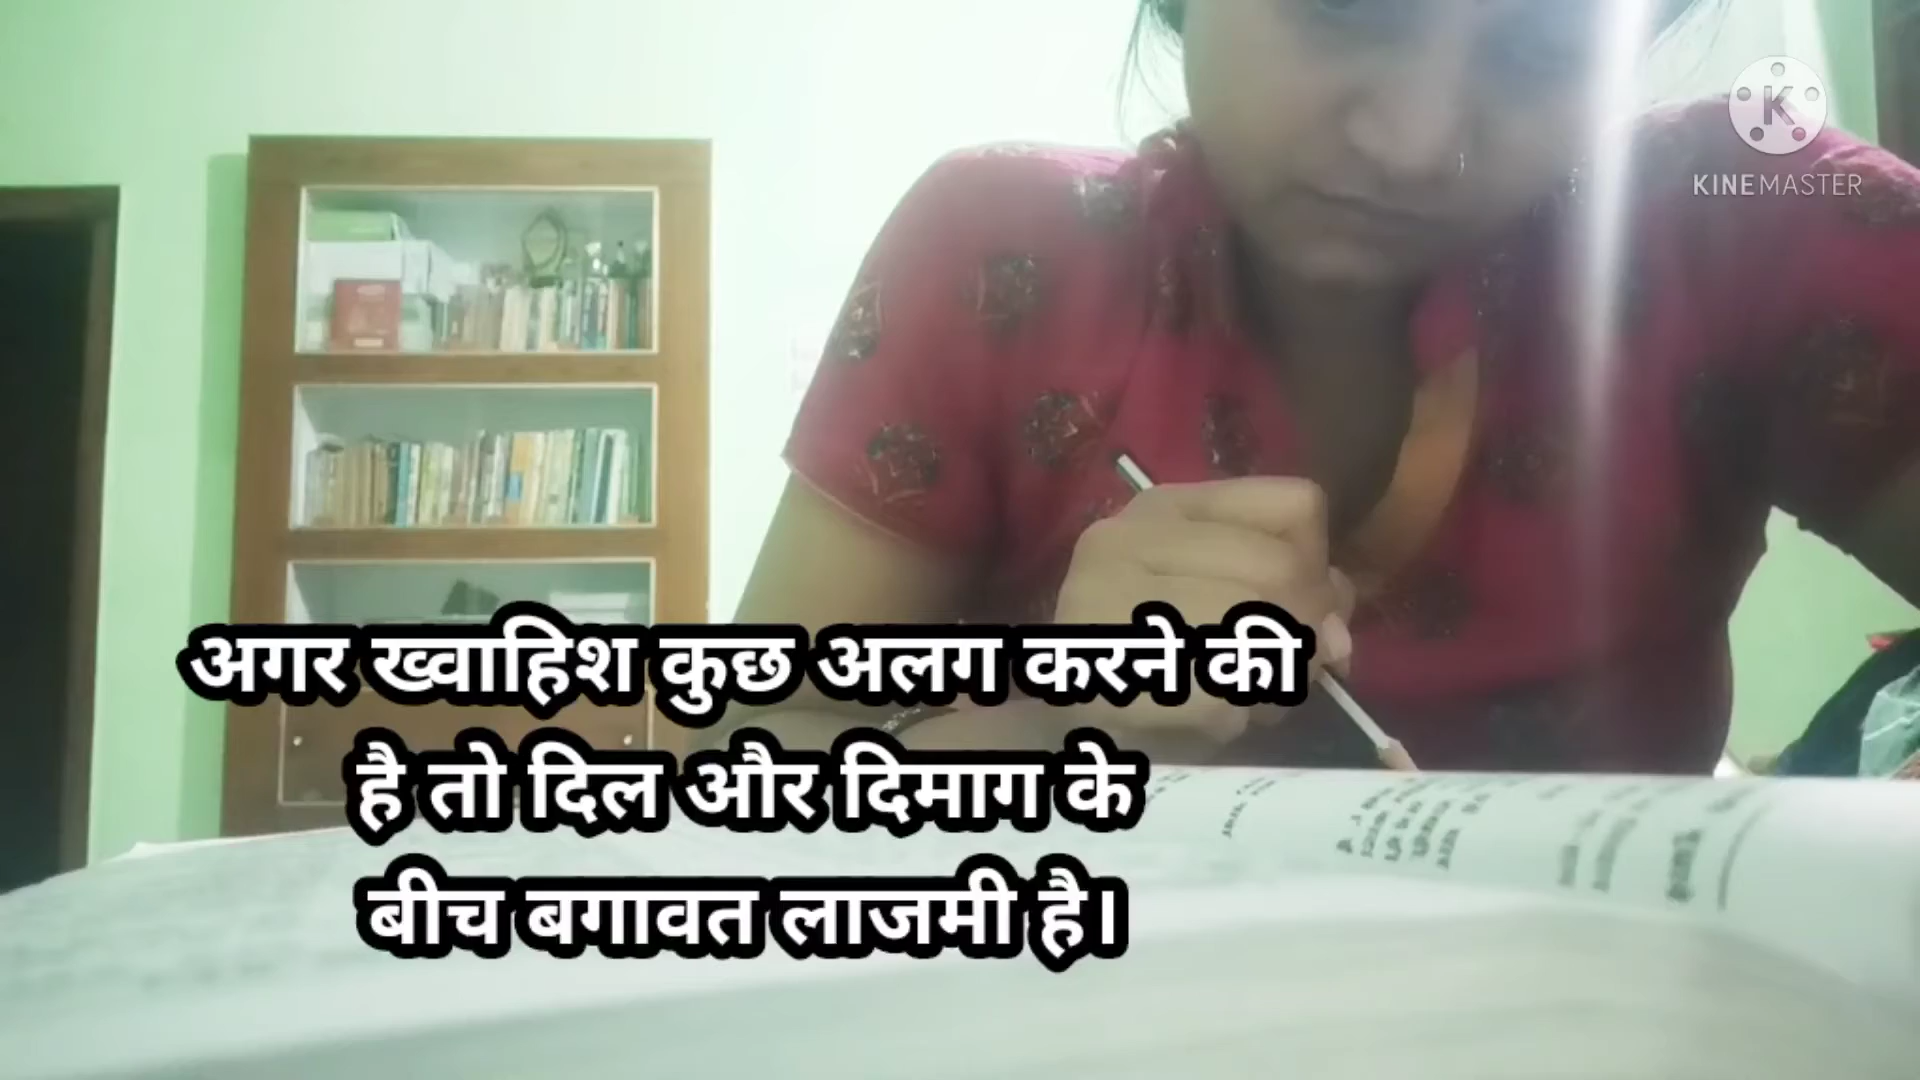 KINEMASTER
अगर ख्वाहिश कुछ अलग करने की
है तो दिल और दिमाग के
बीच बगावत लाजमी है।